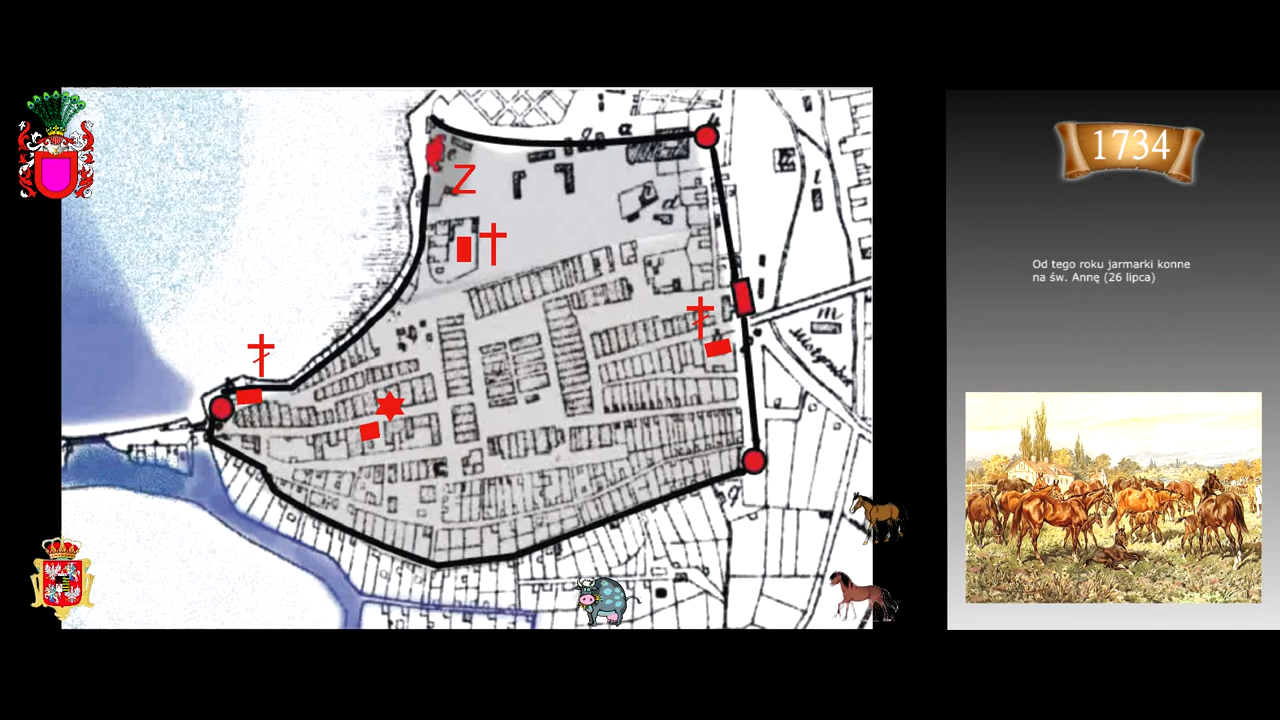 1734
Od tego roku jarmarki konne
na św. Annę (26 lipca)
Z
a
d
m